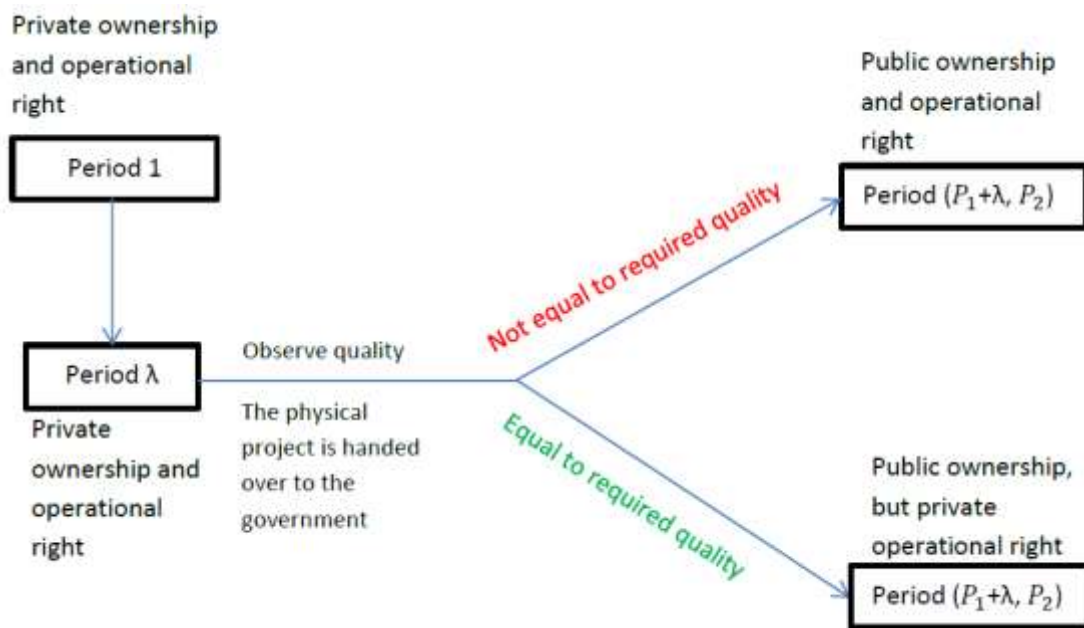 Private ownership
and operational
right
Period 1
Period λ
Private
ownership and
operational
right
Observe quality
The physical
project is handed
over to the
government
Not equal to required quality
Equal to required quality
Public ownership
and operational
right
Period (P₁+λ, P₂)
Public ownership,
but private
operational right
Period (P₁+λ, P₂)